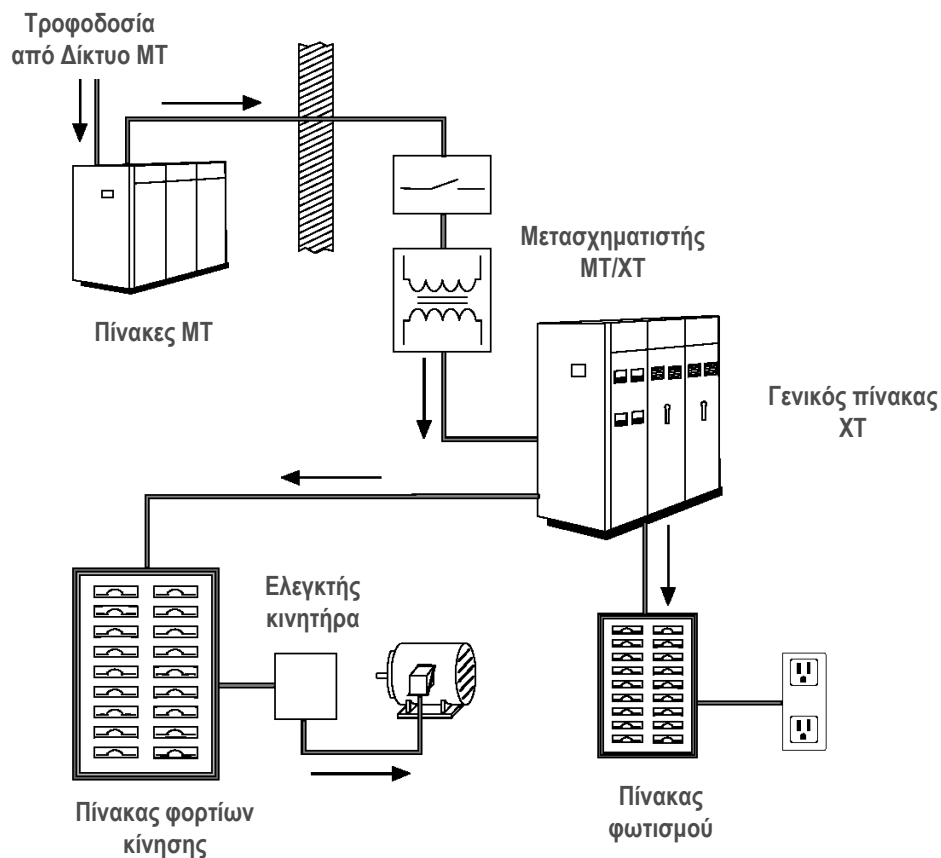 Τροφοδοσία
από Δίκτυο ΜΤ
Πίνακες ΜΤ
Μετασχηματιστής
ΜΤ/ΧΤ
Γενικός πίνακας
ΧΤ
Ελεγκτής
κινητήρα
Πίνακας φορτίων
κίνησης
Πίνακας
φωτισμού